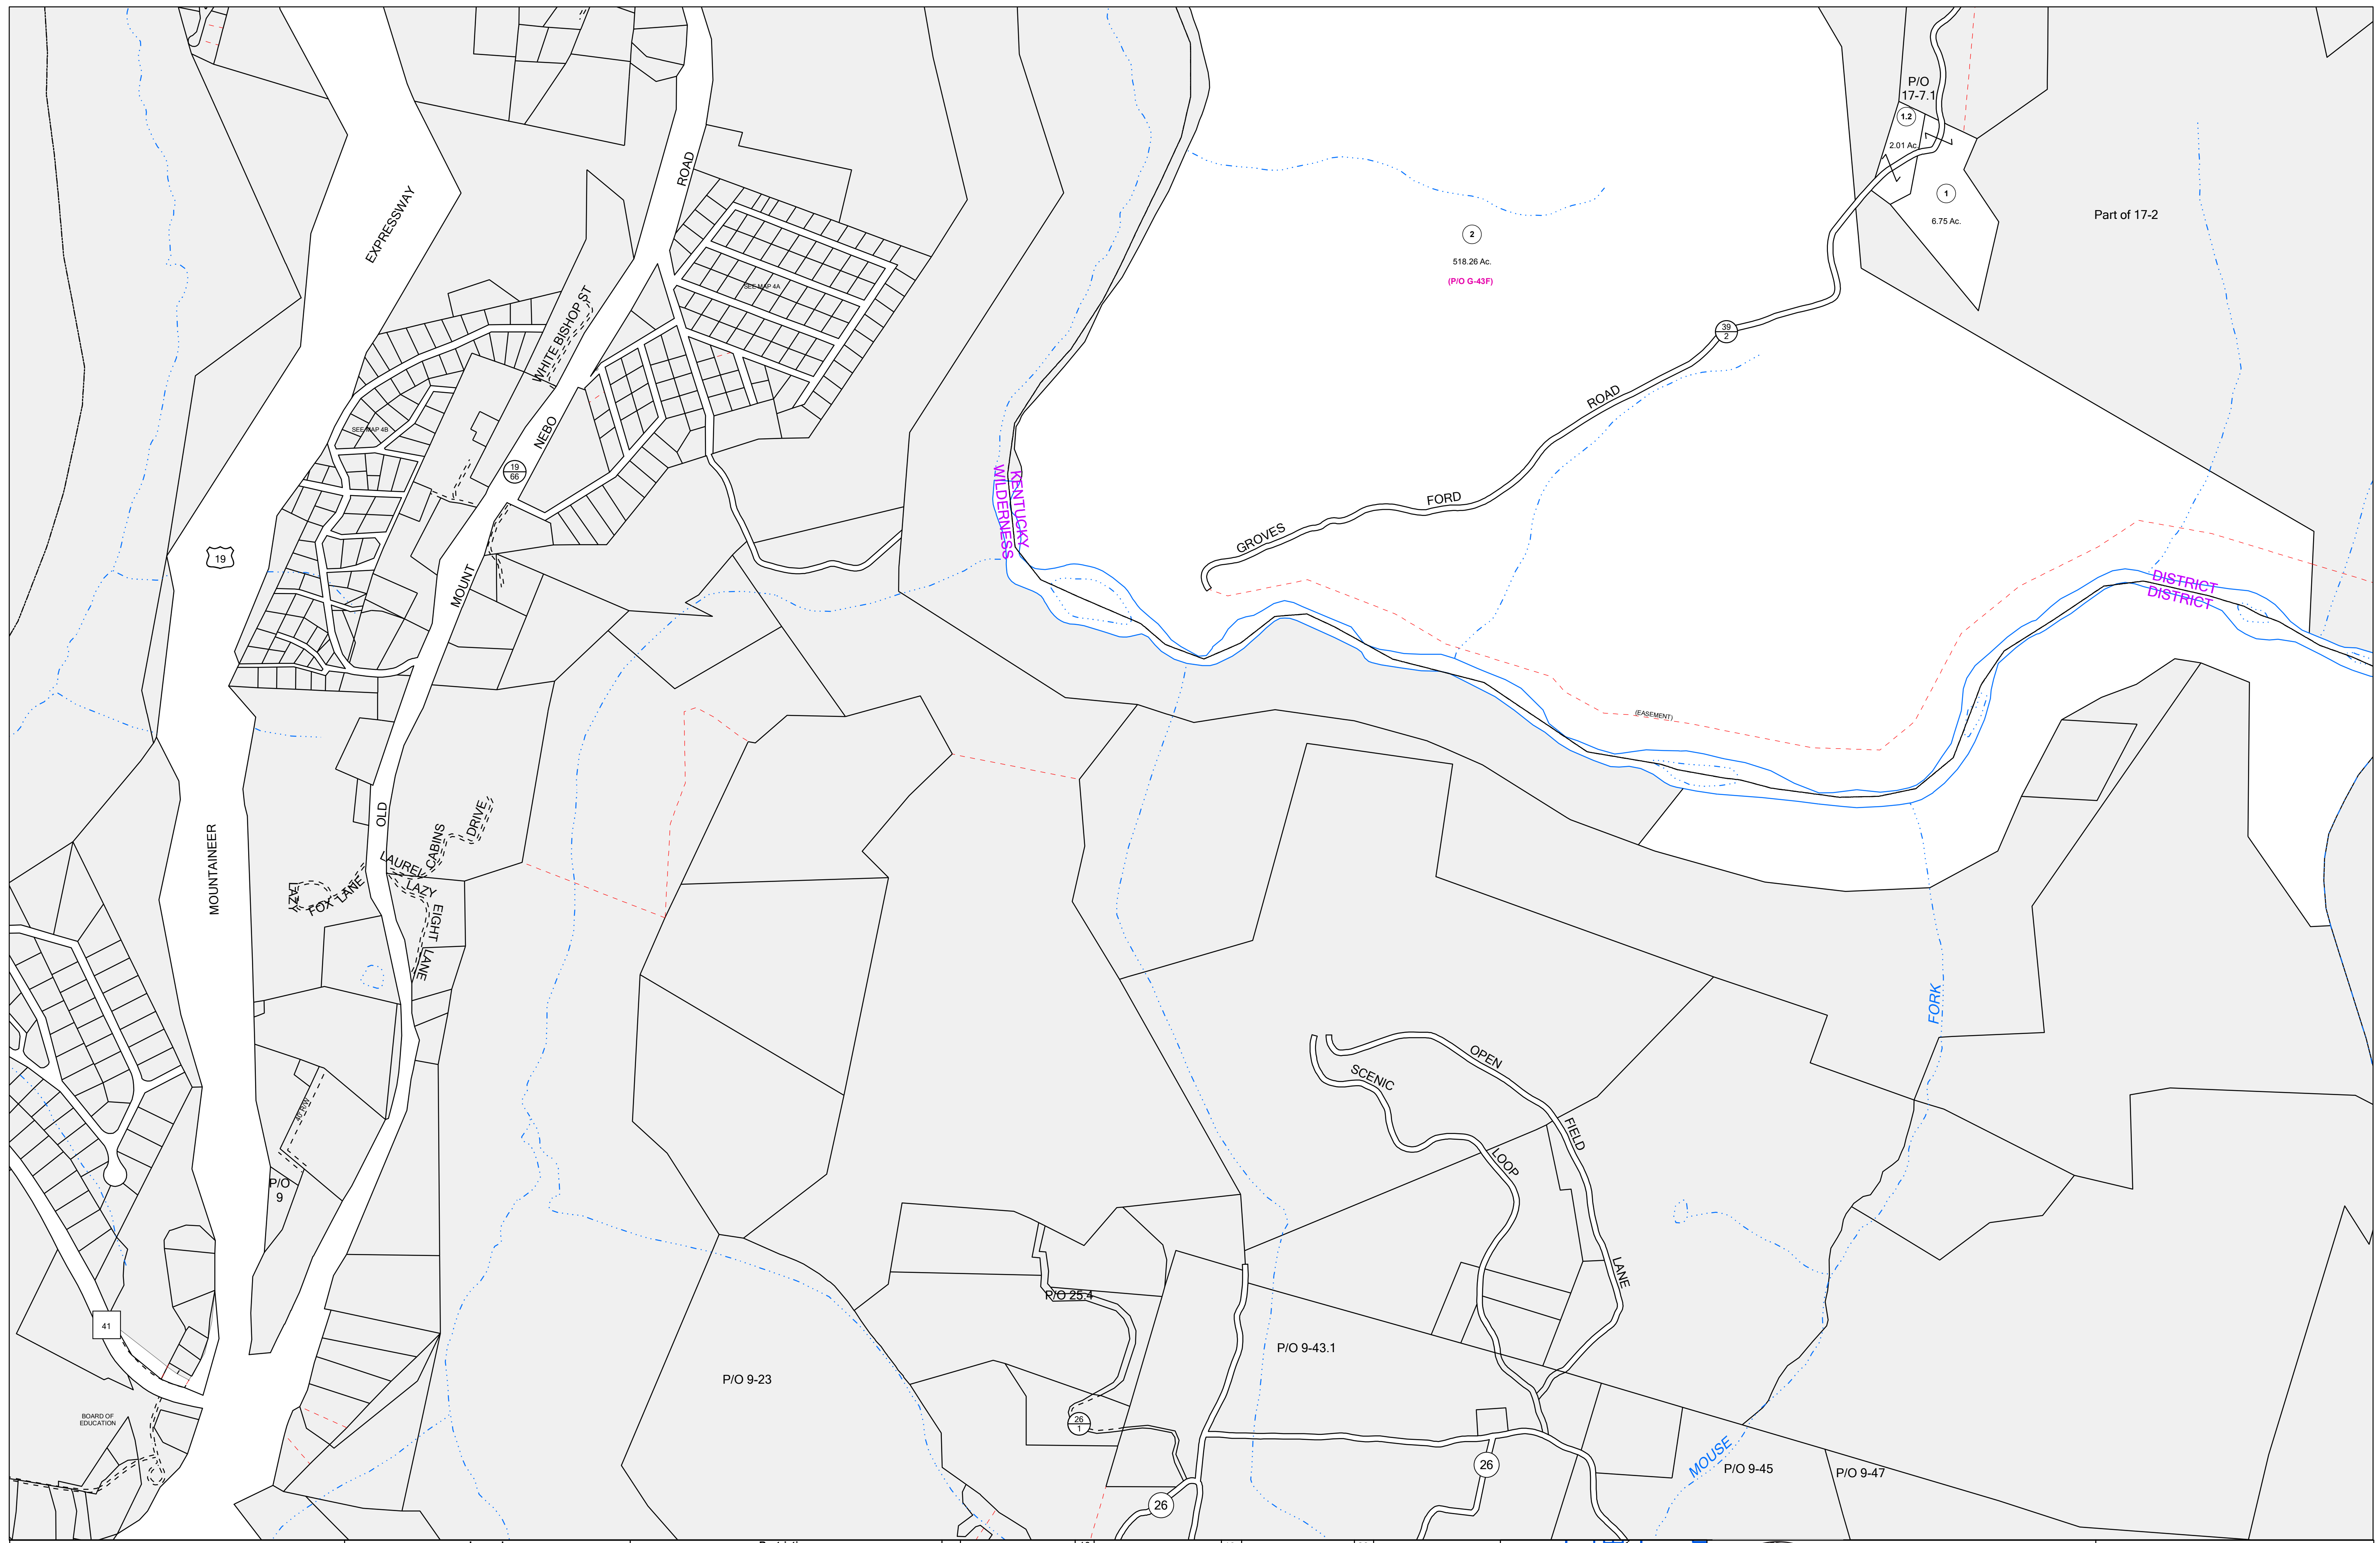 P/O
17-7.1
1.2
2.01 Ac.
1
6.75 Ac.
Part of 17-2
EXPRESSWAY
ROAD
2
518.26 Ac.
(P/O G-43F)
SEE MAP 4A
WHITE BISHOP ST
39
2
ROAD
SEE MAP 4B
NEBO
19
66
KENTUCKY
WILDERNESS
FORD
GROVES
19
MOUNT
DISTRICT
DISTRICT
(EASEMENT)
OLD
DRIVE
CABINS
LAUREL
MOUNTAINEER
LAZY
FOX LANE
LAZY
EIGHT
LANE
FORK
OPEN
SCENIC
FIELD
LOOP
LANE
40' R/W
P/O
9
P/O 25.4
41
P/O 9-43.1
P/O 9-23
BOARD OF
EDUCATION
26
1
26
26
MOUSE
P/O 9-45
P/O 9-47